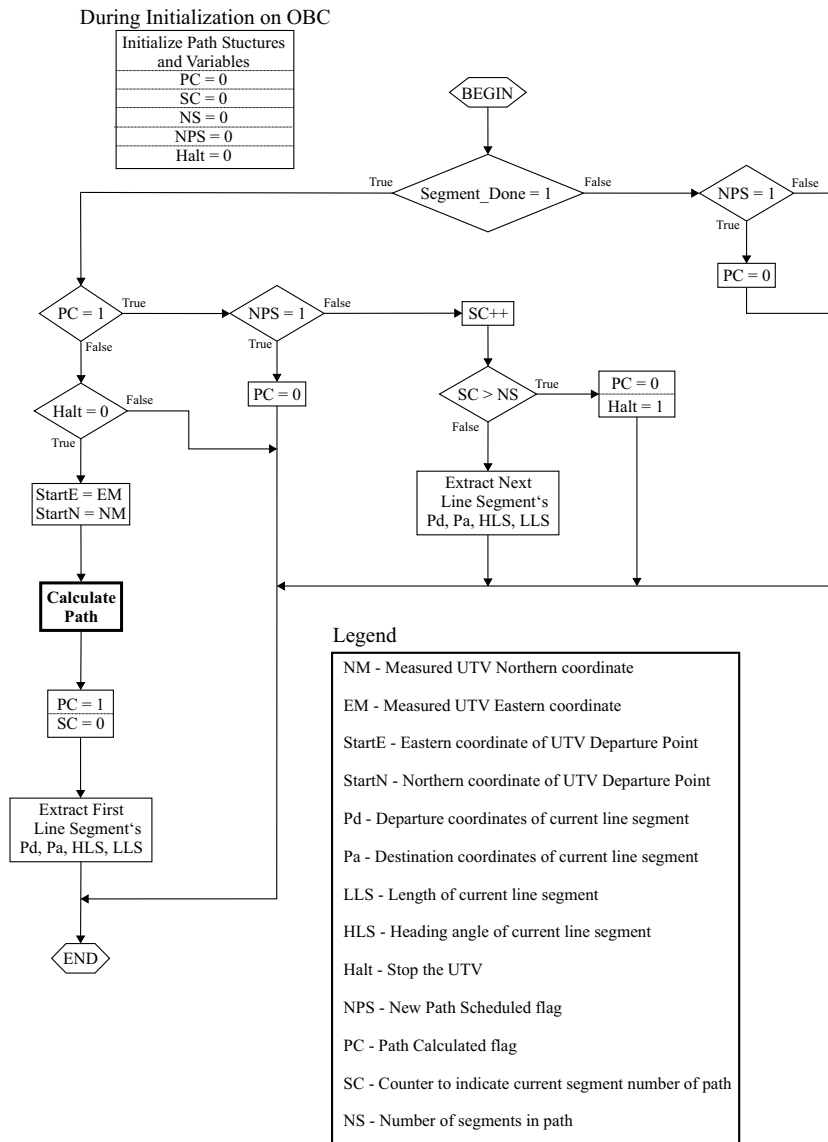 During Initialization on OBC
Initialize Path Stuctures
and Variables
PC = 0
SC = 0
NS = 0
NPS = 0
Halt = 0
BEGIN
True
Segment_Done = 1
False
NPS = 1
False
True
PC = 0
PC = 1
True
False
NPS = 1
False
True
SC++
PC = 0
Halt = 0
False
True
SC > NS
True
False
PC = 0
Halt = 1
StartE = EM
StartN = NM
Extract Next
Line Segment‘s
Pd, Pa, HLS, LLS
Calculate
Path
PC = 1
SC = 0
Extract First
Line Segment‘s
Pd, Pa, HLS, LLS
END
Legend
NM - Measured UTV Northern coordinate
EM - Measured UTV Eastern coordinate
StartE - Eastern coordinate of UTV Departure Point
StartN - Northern coordinate of UTV Departure Point
Pd - Departure coordinates of current line segment
Pa - Destination coordinates of current line segment
LLS - Length of current line segment
HLS - Heading angle of current line segment
Halt - Stop the UTV
NPS - New Path Scheduled flag
PC - Path Calculated flag
SC - Counter to indicate current segment number of path
NS - Number of segments in path